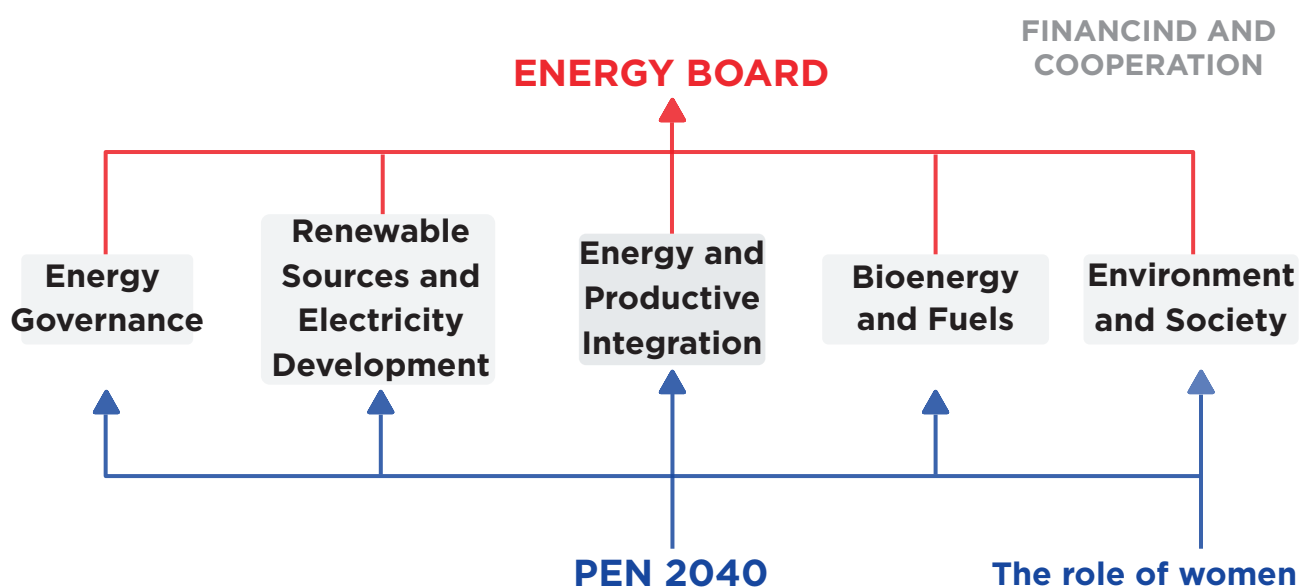 FINANCIND AND
COOPERATION
ENERGY BOARD
Energy
Governance
Renewable
Sources and
Electricity
Development
Energy and
Productive
Integration
Bioenergy
and Fuels
Environment
and Society
PEN 2040
The role of women